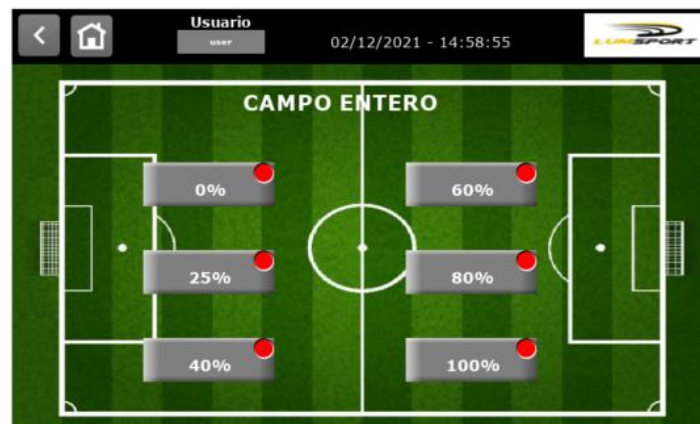 Usuario
user
02/12/2021 - 14:58:55
LUMSPORT
CAMPO ENTERO
0%
60%
25%
80%
40%
100%